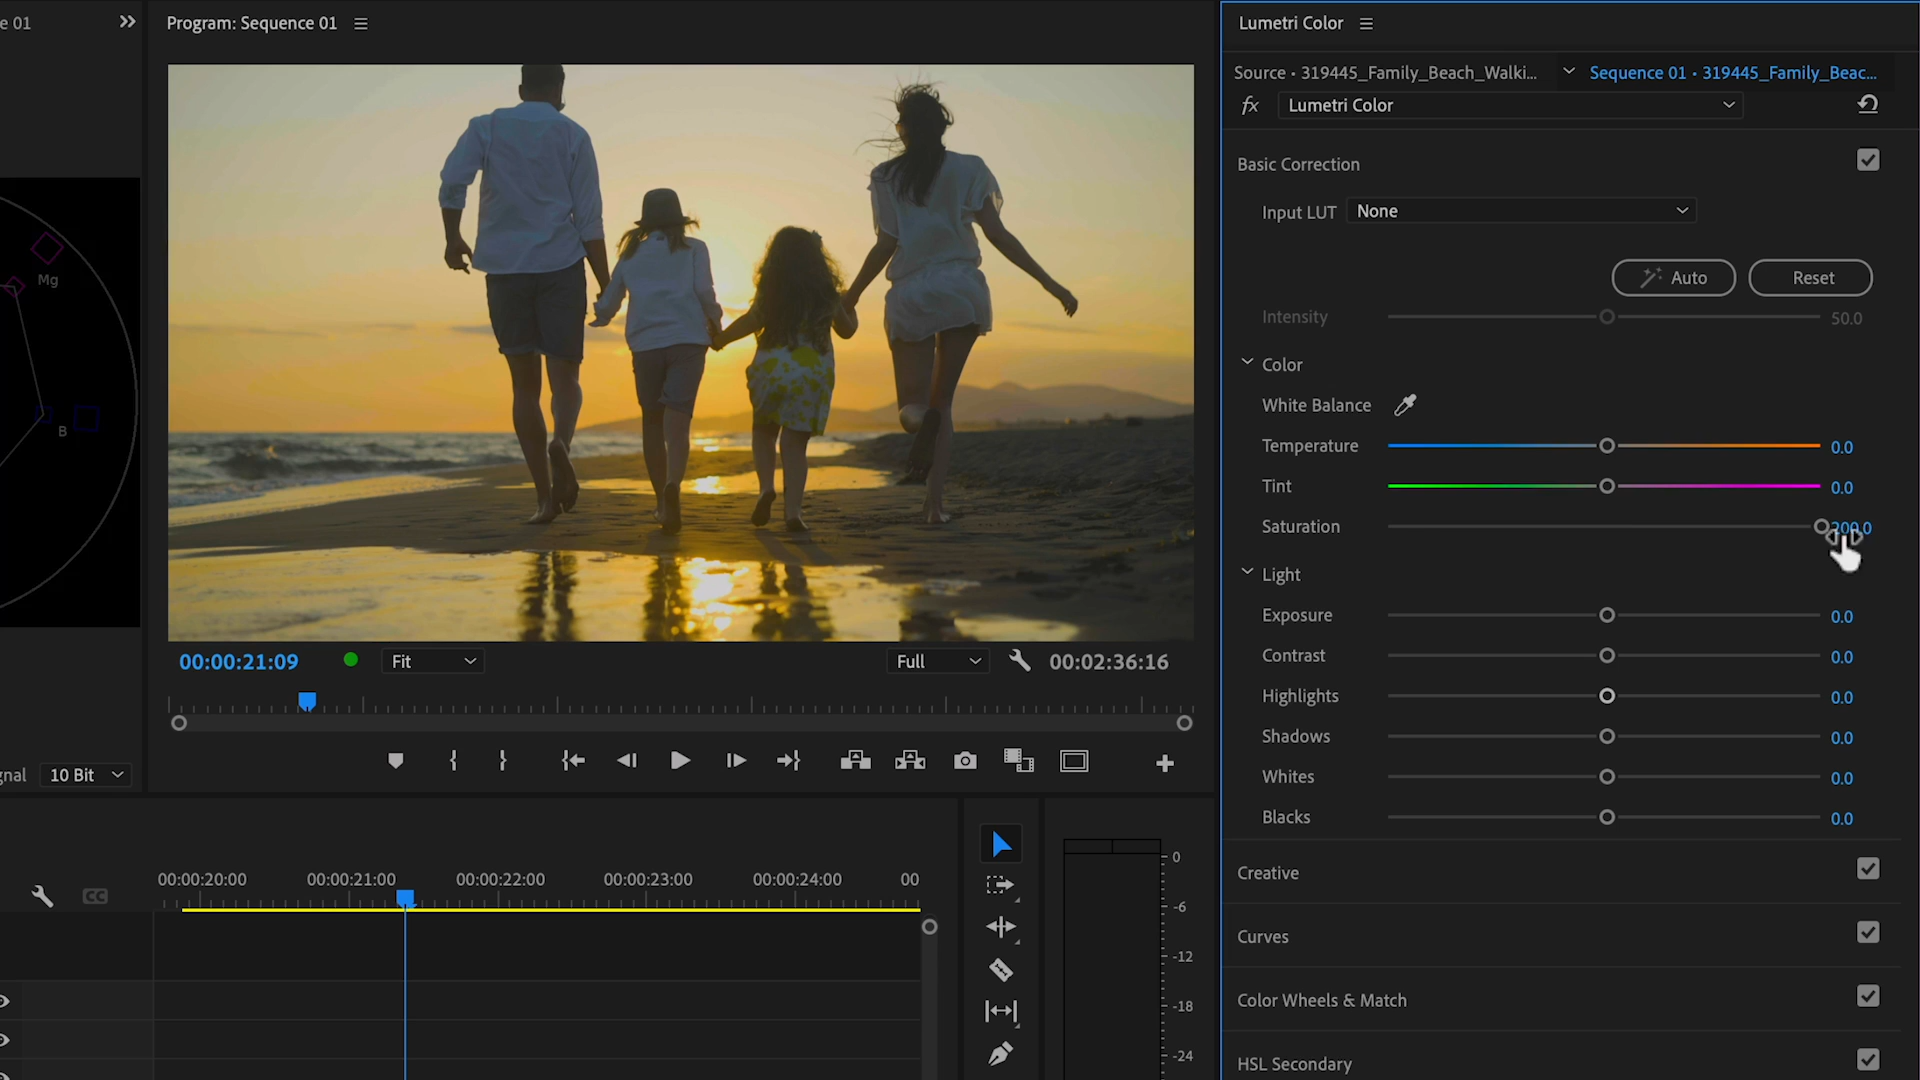 e 01
Program: Sequence 01
Lumetri Color
Source • 319445_Family_Beach_Walki...
Sequence 01 • 319445_Family_Beac...
fx
Lumetri Color
Basic Correction
Input LUT
None
Auto
Reset
Intensity
50.0
Color
White Balance
Temperature
0.0
Tint
0.0
Saturation
200.0
Light
Exposure
0.0
Contrast
0.0
Highlights
0.0
Shadows
0.0
Whites
0.0
Blacks
0.0
Creative
Curves
Color Wheels & Match
HSL Secondary
Mg
B
00:00:21:09
Fit
Full
00:02:36:16
gnal
10 Bit
CC
00:00:20:00
00:00:21:00
00:00:22:00
00:00:23:00
00:00:24:00
00
0
-6
-12
-18
-24